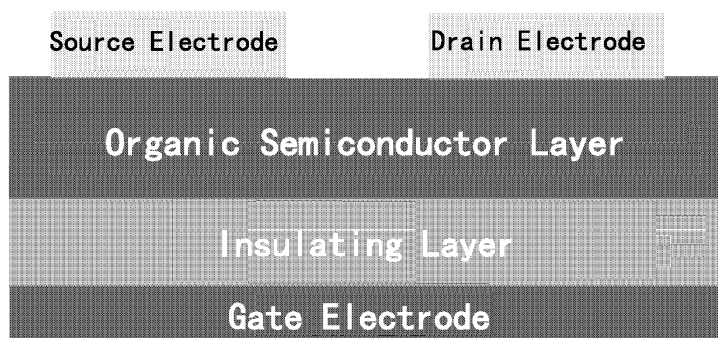 Source Electrode
Drain Electrode
Organic Semiconductor Layer
Insulating Layer
Gate Electrode